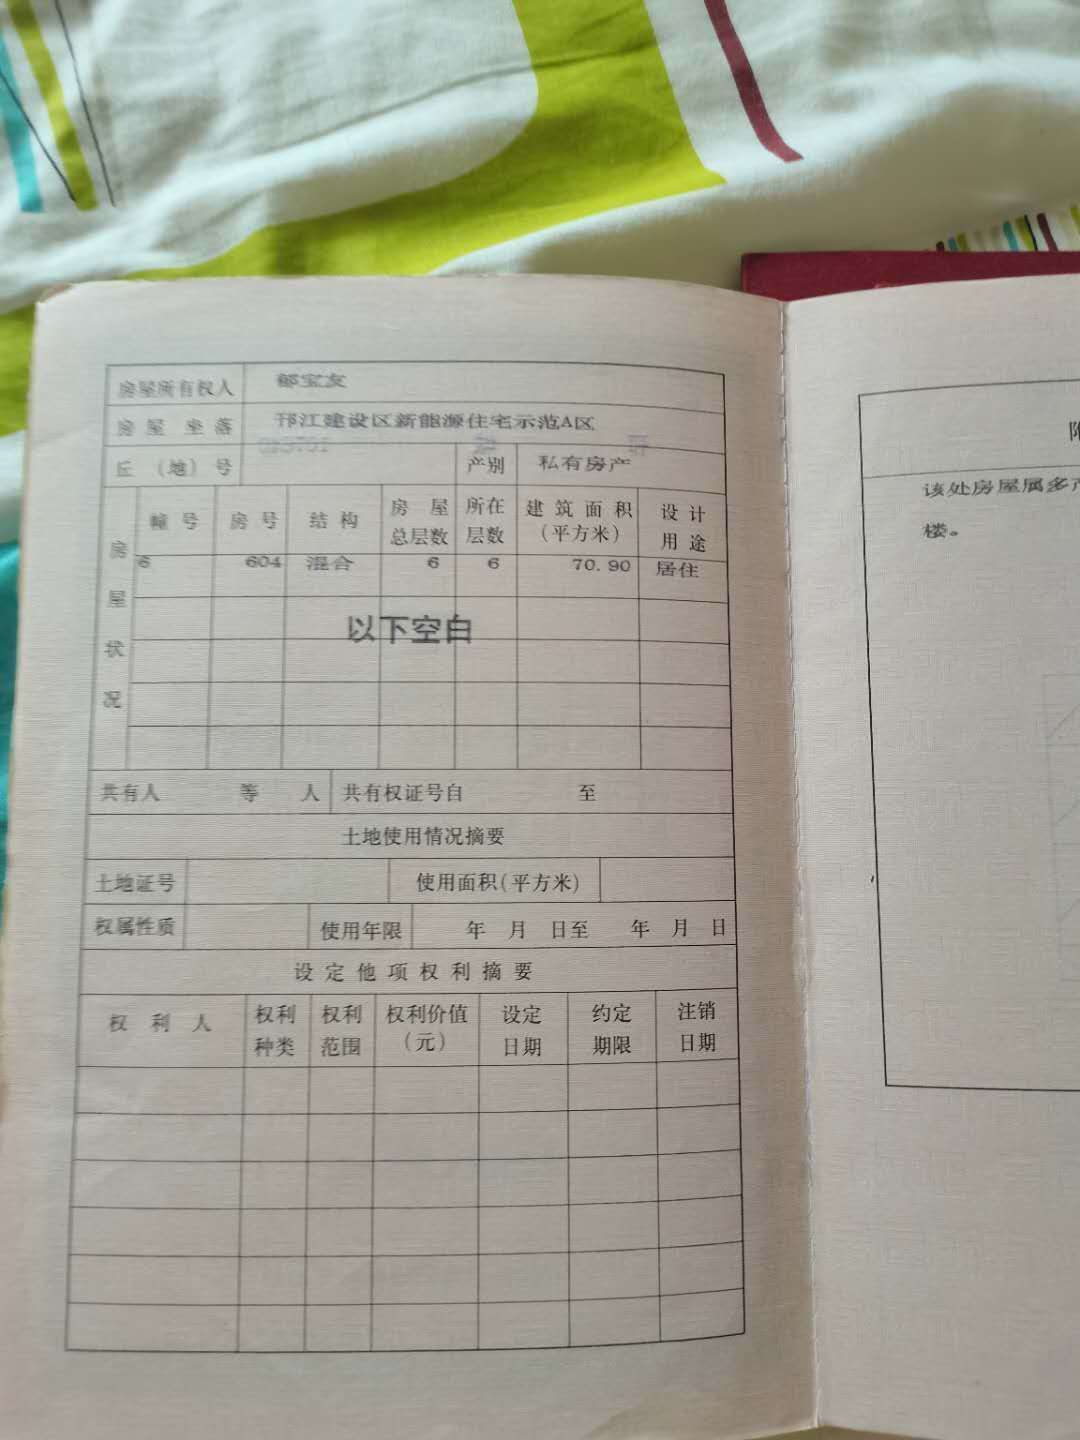 房屋所有权人 郁宝友
房屋坐落 邗江建设区新能源住宅示范A区
丘(地)号 产别 私有房产
房屋状况
幢号 房号 结构 房屋总层数 所在层数 建筑面积(平方米) 设计用途
6 604 混合 6 6 70.90 居住
以下空白
共有人 等 人 共有权证号自 至
土地使用情况摘要
土地证号 使用面积(平方米)
权属性质 使用年限 年 月 日至 年 月 日
设定他项权利摘要
权利人 权利种类 权利范围 权利价值(元) 设定日期 约定期限 注销日期
附
该处房屋属多产
楼。